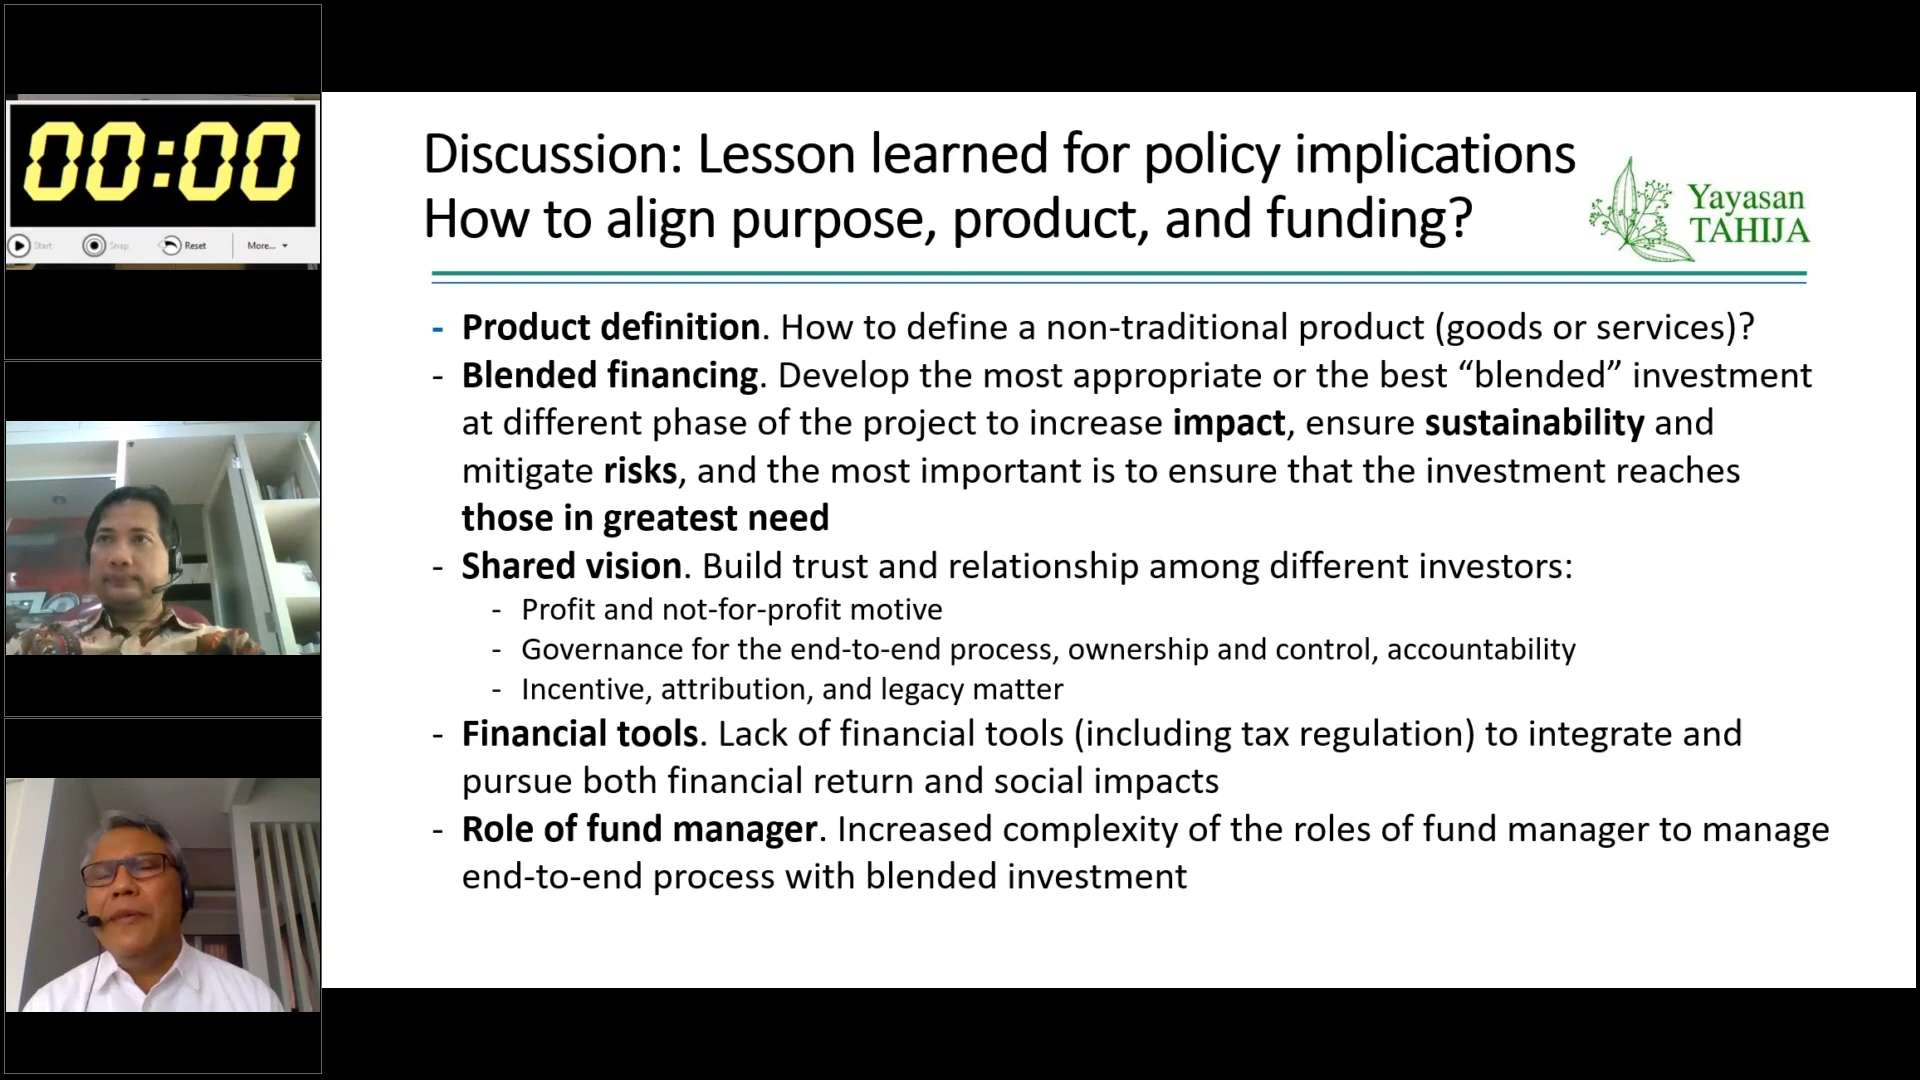 00:00
Start Snap Reset More...
Discussion: Lesson learned for policy implications
How to align purpose, product, and funding?
Yayasan
TAHIJA
- Product definition. How to define a non-traditional product (goods or services)?
- Blended financing. Develop the most appropriate or the best “blended” investment
at different phase of the project to increase impact, ensure sustainability and
mitigate risks, and the most important is to ensure that the investment reaches
those in greatest need
- Shared vision. Build trust and relationship among different investors:
- Profit and not-for-profit motive
- Governance for the end-to-end process, ownership and control, accountability
- Incentive, attribution, and legacy matter
- Financial tools. Lack of financial tools (including tax regulation) to integrate and
pursue both financial return and social impacts
- Role of fund manager. Increased complexity of the roles of fund manager to manage
end-to-end process with blended investment